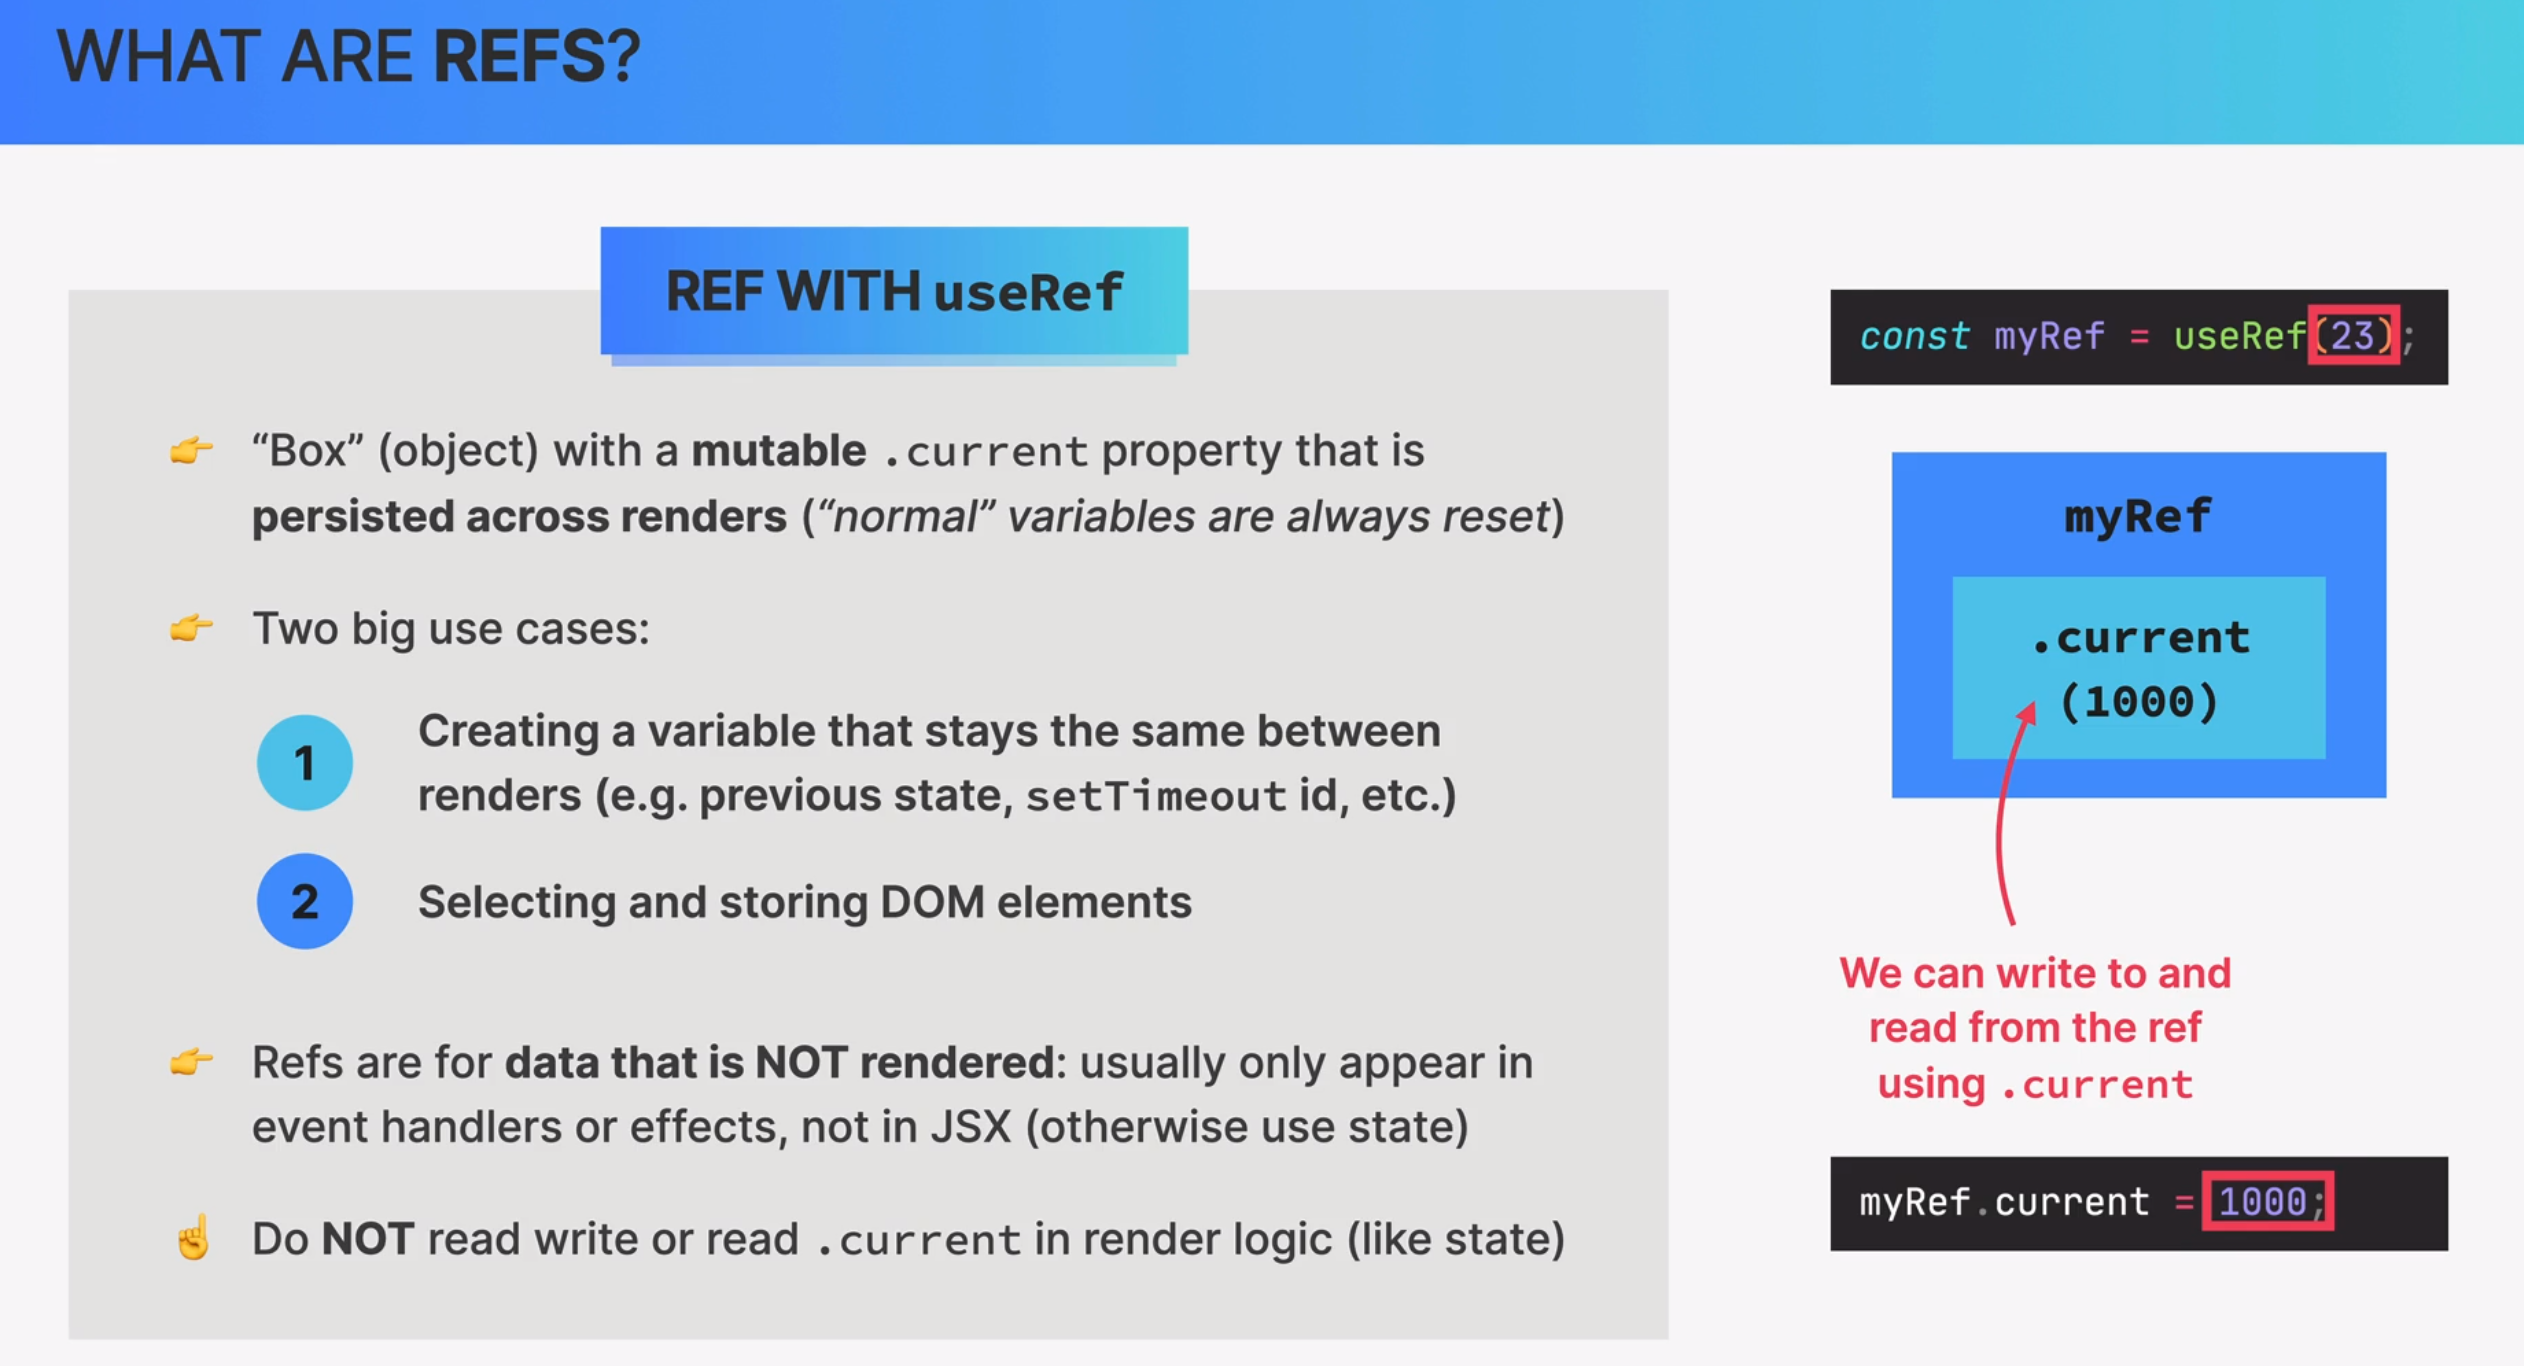 WHAT ARE REFS?
REF WITH useRef
“Box” (object) with a mutable .current property that is
persisted across renders (“normal” variables are always reset)
Two big use cases:
1
Creating a variable that stays the same between
renders (e.g. previous state, setTimeout id, etc.)
2
Selecting and storing DOM elements
Refs are for data that is NOT rendered: usually only appear in
event handlers or effects, not in JSX (otherwise use state)
Do NOT read write or read .current in render logic (like state)
const myRef = useRef(23);
myRef
.current
(1000)
We can write to and
read from the ref
using .current
myRef.current = 1000;